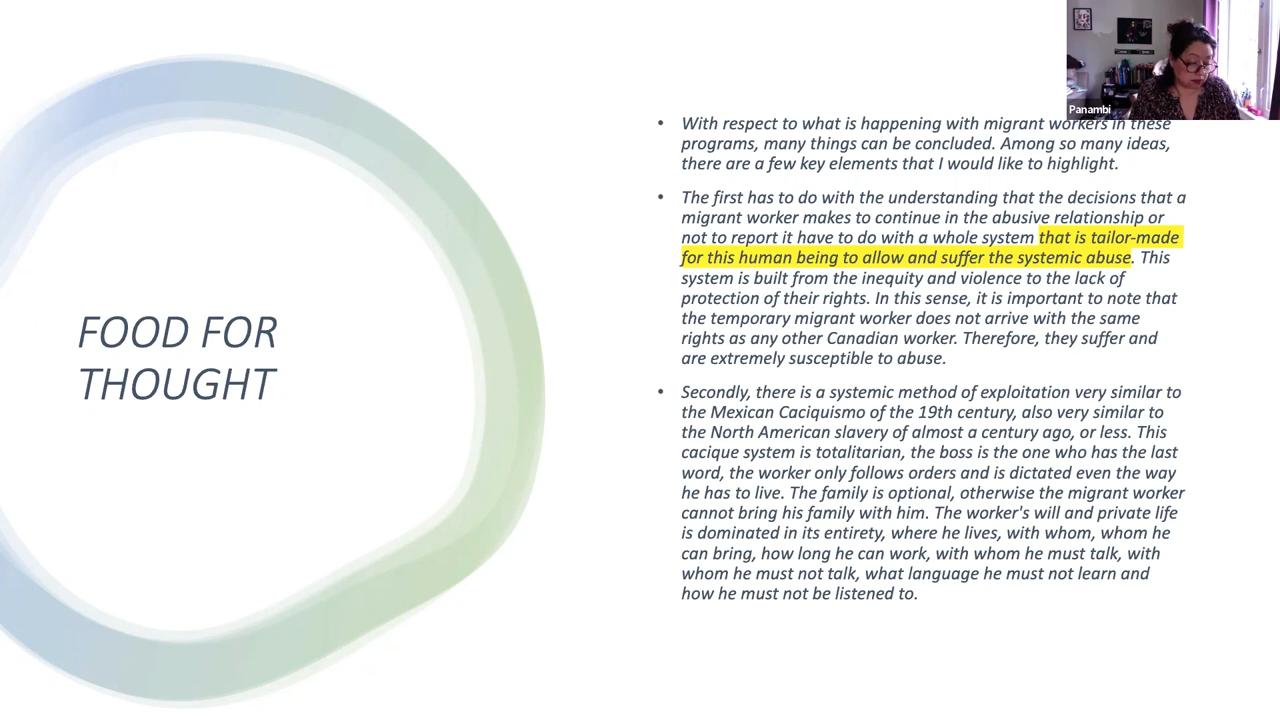 FOOD FOR
THOUGHT
Panambi
• With respect to what is happening with migrant workers in these
programs, many things can be concluded. Among so many ideas,
there are a few key elements that I would like to highlight.
• The first has to do with the understanding that the decisions that a
migrant worker makes to continue in the abusive relationship or
not to report it have to do with a whole system that is tailor-made
for this human being to allow and suffer the systemic abuse. This
system is built from the inequity and violence to the lack of
protection of their rights. In this sense, it is important to note that
the temporary migrant worker does not arrive with the same
rights as any other Canadian worker. Therefore, they suffer and
are extremely susceptible to abuse.
• Secondly, there is a systemic method of exploitation very similar to
the Mexican Caciquismo of the 19th century, also very similar to
the North American slavery of almost a century ago, or less. This
cacique system is totalitarian, the boss is the one who has the last
word, the worker only follows orders and is dictated even the way
he has to live. The family is optional, otherwise the migrant worker
cannot bring his family with him. The worker's will and private life
is dominated in its entirety, where he lives, with whom, whom he
can bring, how long he can work, with whom he must talk, with
whom he must not talk, what language he must not learn and
how he must not be listened to.